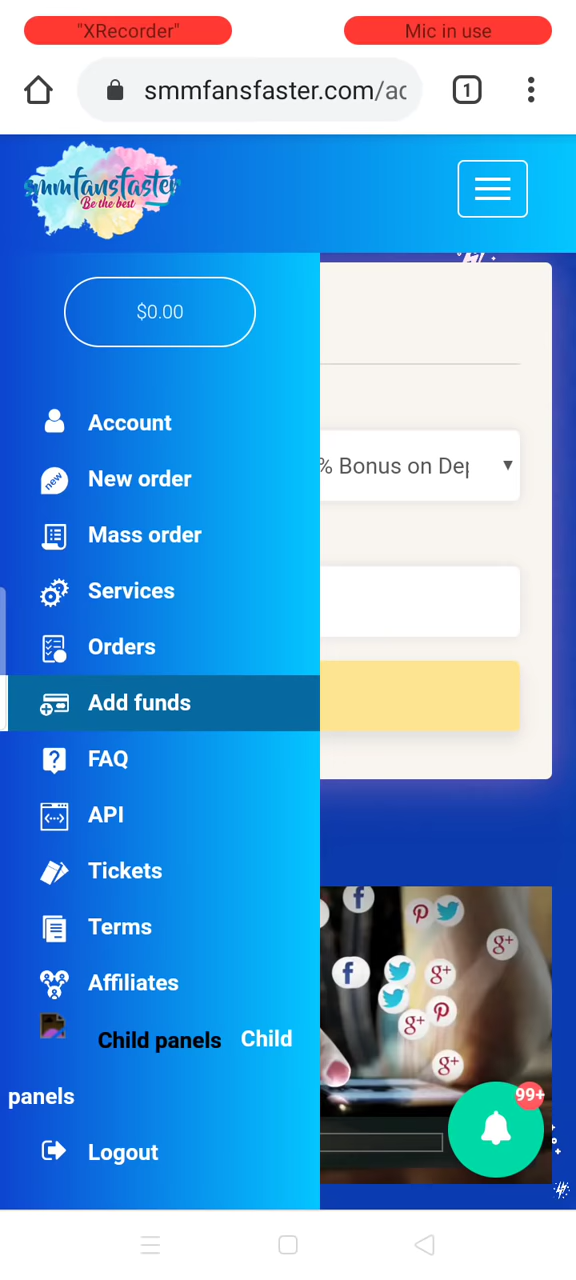 "XRecorder"
Mic in use
smmfansfaster.com/ac
1
smmfansfaster
Be the best
$0.00
Account
new
New order
% Bonus on Dep
Mass order
Services
Orders
Add funds
FAQ
API
Tickets
Terms
Affiliates
Child panels Child
panels
99+
Logout